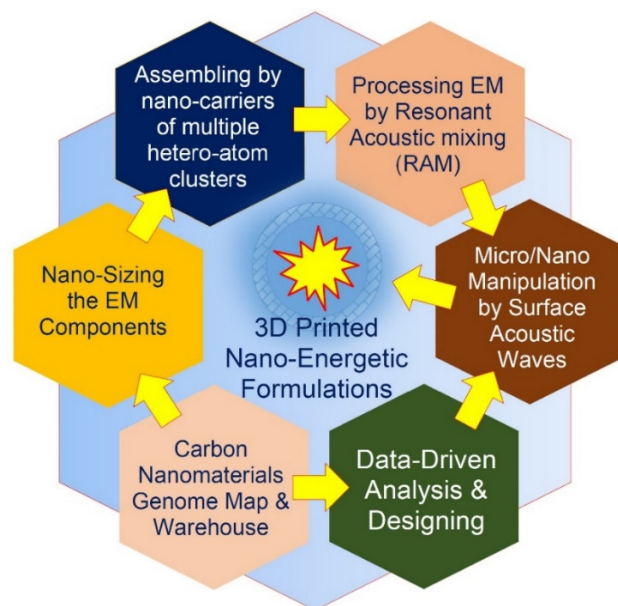 Assembling by
nano-carriers
of multiple
hetero-atom
clusters
Processing EM
by Resonant
Acoustic mixing
(RAM)
Nano-Sizing
the EM
Components
3D Printed
Nano-Energetic
Formulations
Micro/Nano
Manipulation
by Surface
Acoustic
Waves
Carbon
Nanomaterials
Genome Map &
Warehouse
Data-Driven
Analysis &
Designing